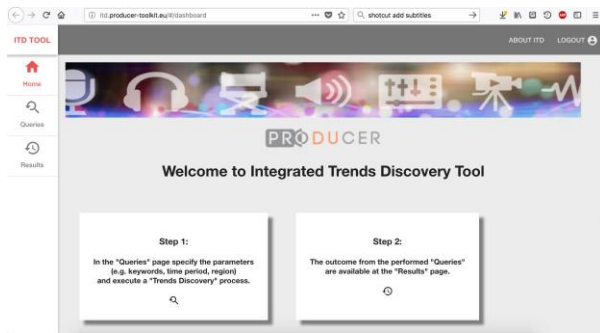 itd.producer-toolkit.eu/#/dashboard
shotcut add subtitles
ITD TOOL
ABOUT ITD
LOGOUT
Home
Queries
Results
PRODUCER
Welcome to Integrated Trends Discovery Tool
Step 1:
In the "Queries" page specify the parameters
(e.g. keywords, time period, region)
and execute a "Trends Discovery" process.
Step 2:
The outcome from the performed "Queries"
are available at the "Results" page.